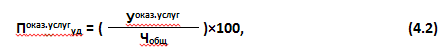 Показ.услугуд = ( Уоказ.услуг / Чобщ )×100, (4.2)